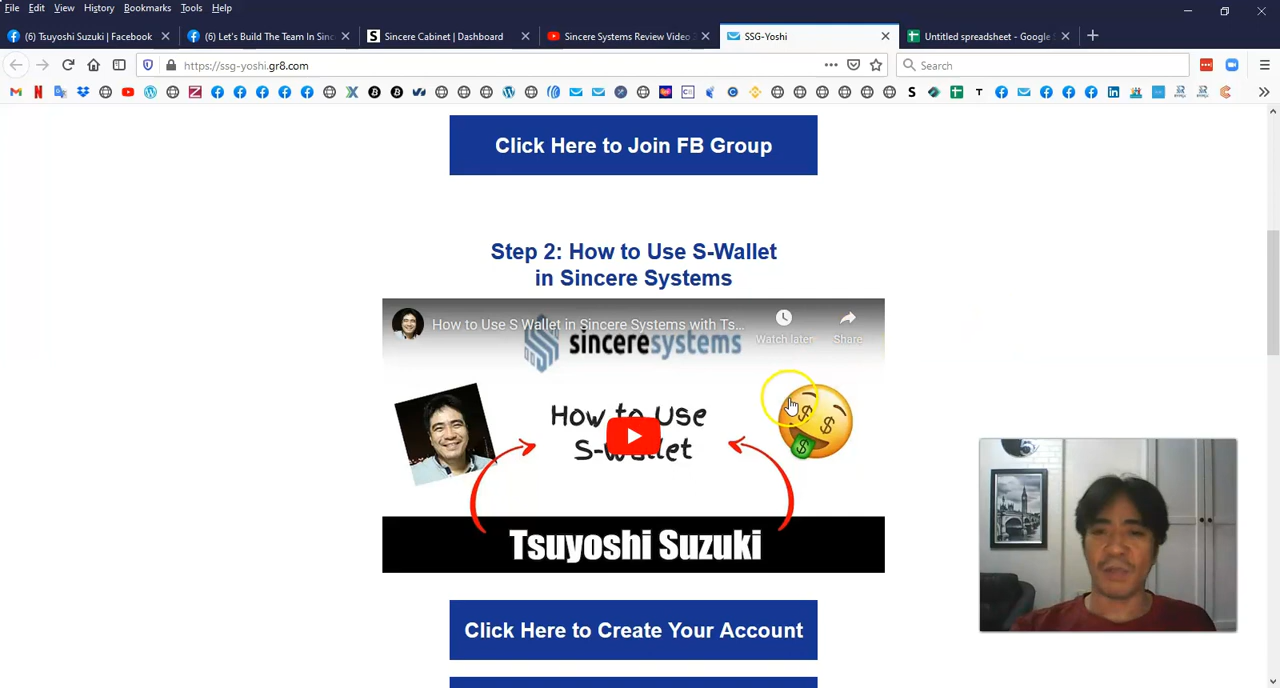 File Edit View History Bookmarks Tools Help
(6) Tsuyoshi Suzuki | Facebook
(6) Let's Build The Team In Sinc
Sincere Cabinet | Dashboard
Sincere Systems Review Video
SSG-Yoshi
Untitled spreadsheet - Google
https://ssg-yoshi.gr8.com
Search
Click Here to Join FB Group
Step 2: How to Use S-Wallet
in Sincere Systems
How to Use S Wallet in Sincere Systems with Ts...
Watch later
Share
sinceresystems
How to Use
S-Wallet
Tsuyoshi Suzuki
Click Here to Create Your Account